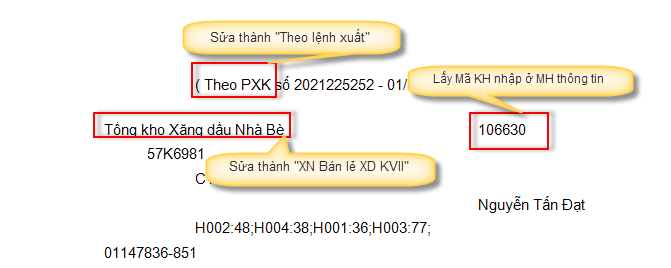 Sửa thành "Theo lệnh xuất"
Lấy Mã KH nhập ở MH thông tin
( Theo PXK số 2021225252 - 01/
Tổng kho Xăng dầu Nhà Bè
106630
57K6981
Sửa thành "XN Bán lẻ XD KVII"
C
Nguyễn Tấn Đạt
H002:48;H004:38;H001:36;H003:77;
01147836-851